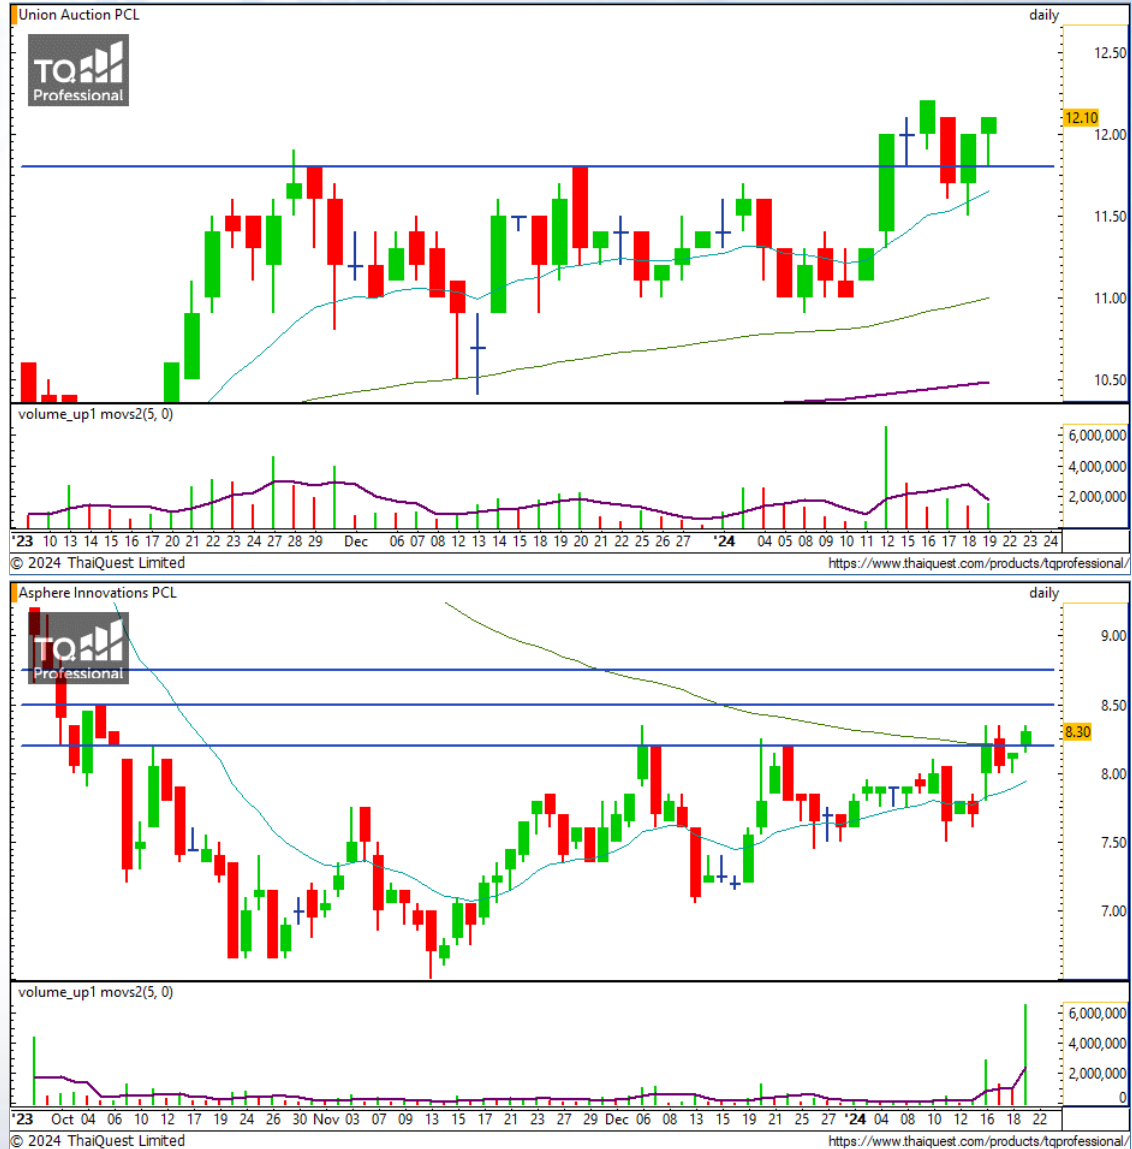 Union Auction PCL daily
TQ
Professional
12.50
12.10
12.00
11.50
11.00
10.50
volume_up1 movs2(5, 0)
6,000,000
4,000,000
2,000,000
'23 10 13 14 15 16 17 20 21 22 23 24 27 28 29 Dec 06 07 08 12 13 14 15 18 19 20 21 22 25 26 27 '24 04 05 08 09 10 11 12 15 16 17 18 19 22 23 24
© 2024 ThaiQuest Limited https://www.thaiquest.com/products/tqprofessional/
Asphere Innovations PCL daily
TQ
Professional
9.00
8.50
8.30
8.00
7.50
7.00
volume_up1 movs2(5, 0)
6,000,000
4,000,000
2,000,000
0
'23 Oct 04 06 10 12 17 19 24 26 30 Nov 03 07 09 13 15 17 21 23 27 29 Dec 06 08 13 15 19 21 25 27 '24 04 08 10 12 16 18 22
© 2024 ThaiQuest Limited https://www.thaiquest.com/products/tqprofessional/